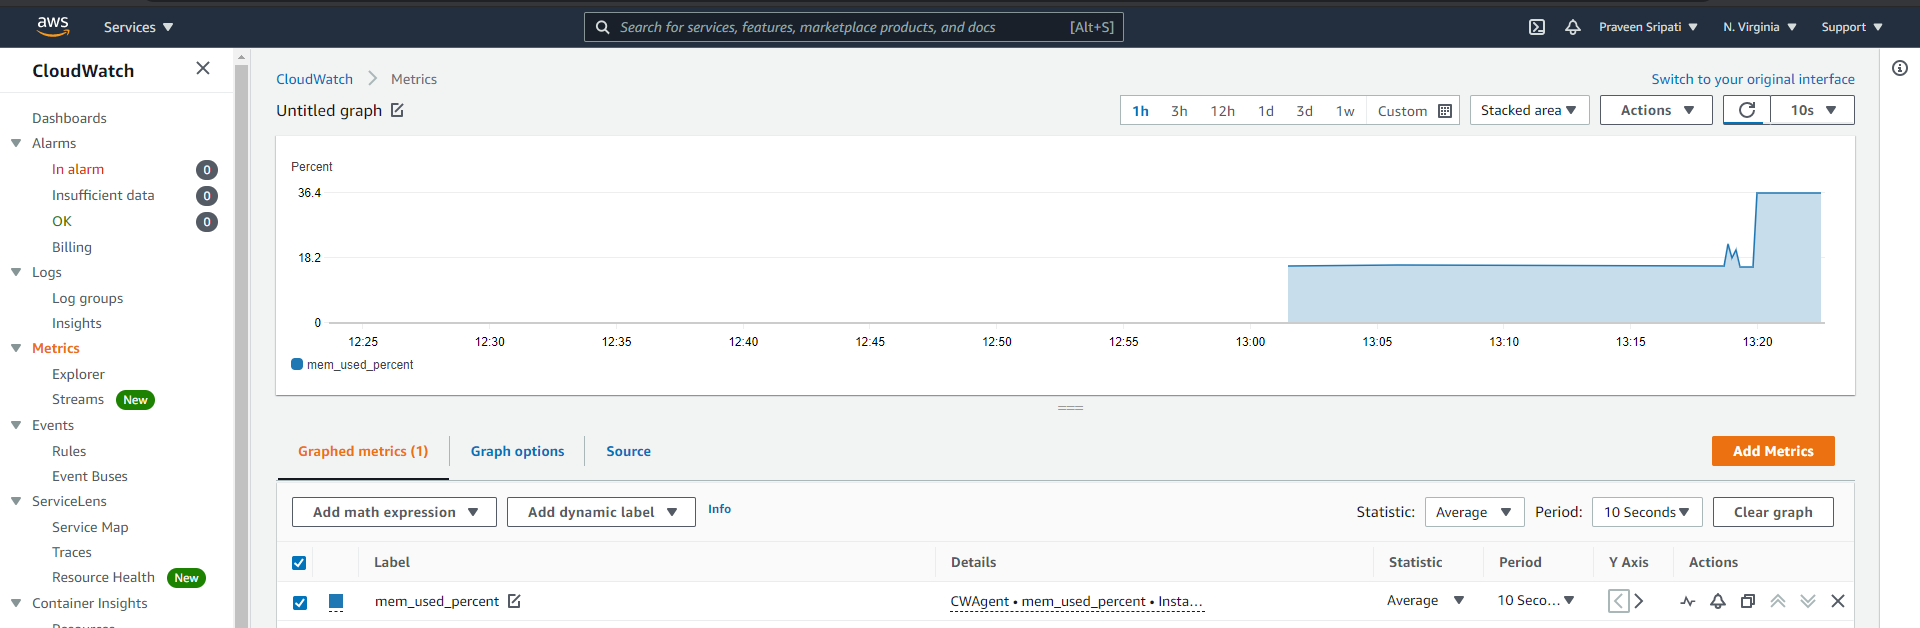 aws
Services
Search for services, features, marketplace products, and docs [Alt+S]
Praveen Sripati
N. Virginia
Support
CloudWatch
Dashboards
Alarms
In alarm 0
Insufficient data 0
OK 0
Billing
Logs
Log groups
Insights
Metrics
Explorer
Streams New
Events
Rules
Event Buses
ServiceLens
Service Map
Traces
Resource Health New
Container Insights
Resources
CloudWatch Metrics
Switch to your original interface
Untitled graph
1h 3h 12h 1d 3d 1w Custom
Stacked area
Actions
10s
Percent
36.4
18.2
0
12:25 12:30 12:35 12:40 12:45 12:50 12:55 13:00 13:05 13:10 13:15 13:20
mem_used_percent
Graphed metrics (1) Graph options Source
Add Metrics
Add math expression Add dynamic label Info
Statistic: Average Period: 10 Seconds Clear graph
Label Details Statistic Period Y Axis Actions
mem_used_percent CWAgent • mem_used_percent • Insta... Average 10 Seco...